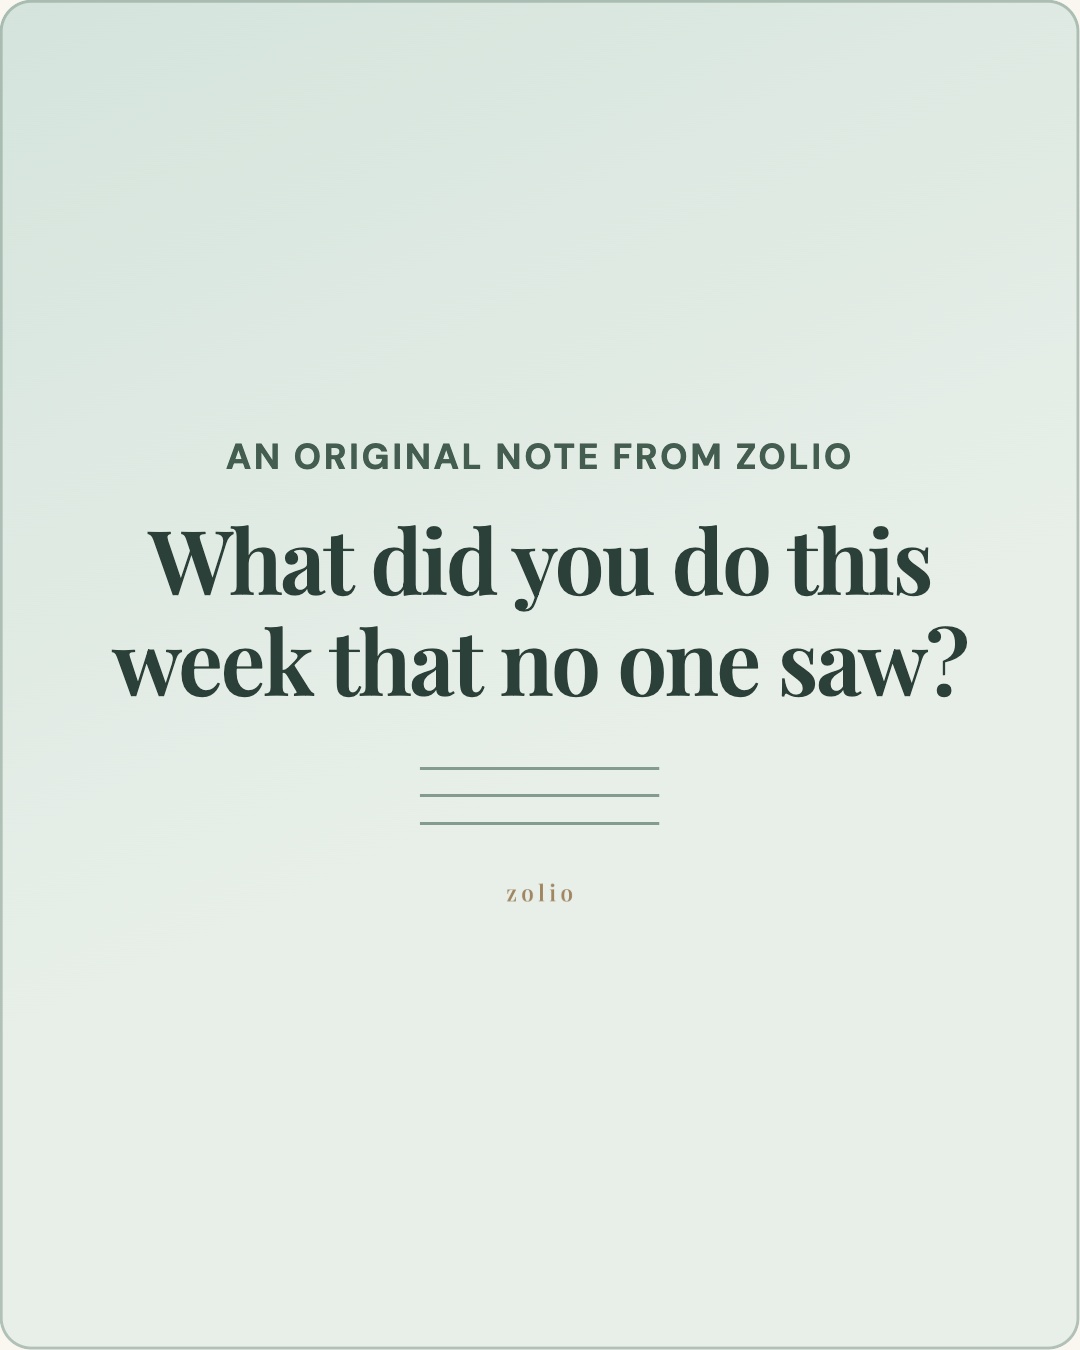 AN ORIGINAL NOTE FROM ZOLIO
What did you do this
week that no one saw?
zolio